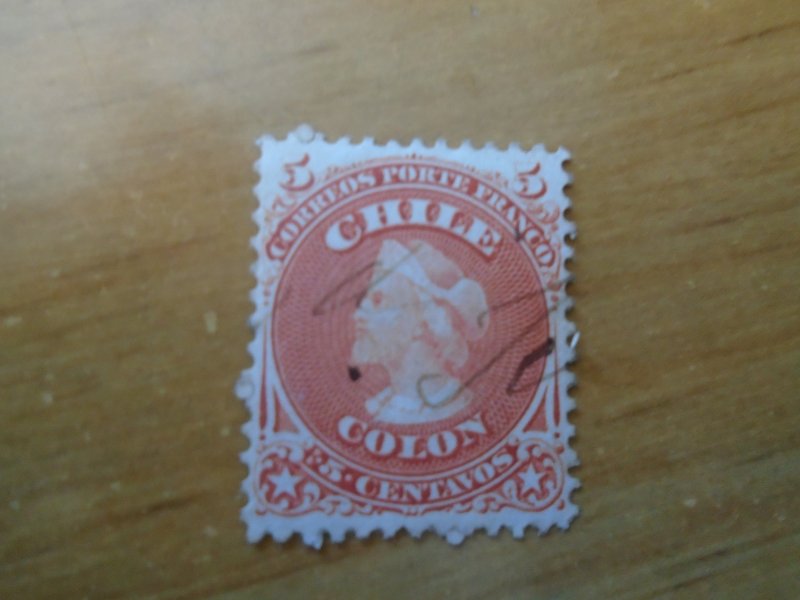 5 5
CORREOS PORTE FRANCO
CHILE
COLON
5 · CENTAVOS